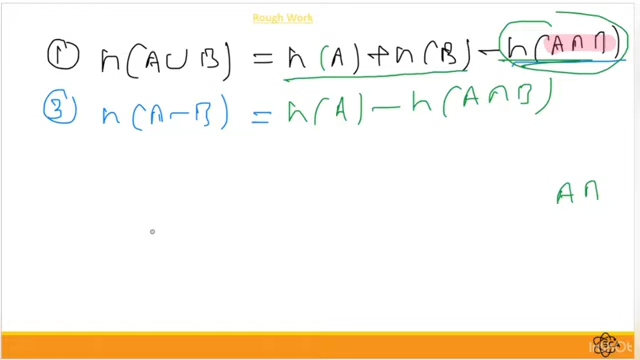 Rough Work
① n(A∪B) = n(A) + n(B) - n(A∩B)
③ n(A-B) = n(A) - n(A∩B)
A∩